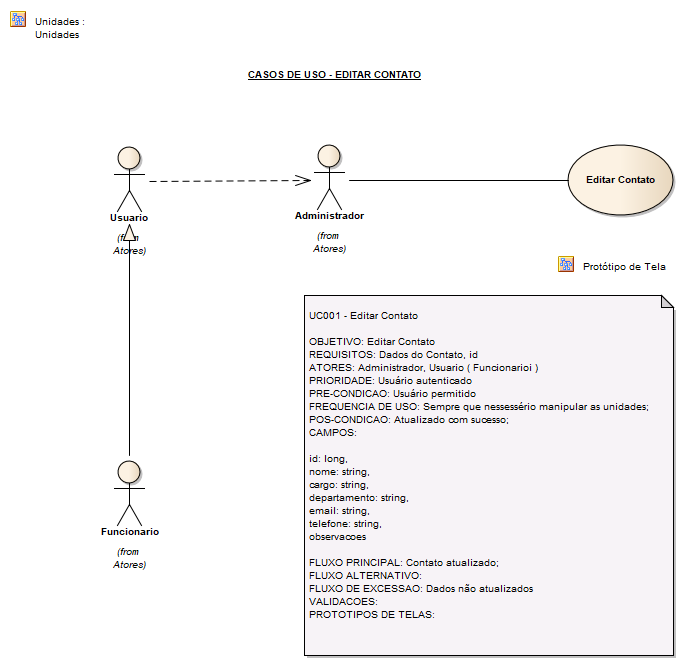 Unidades :
Unidades
CASOS DE USO - EDITAR CONTATO
Usuario
(from
Atores)
Administrador
(from
Atores)
Editar Contato
Protótipo de Tela
Funcionario
(from
Atores)
UC001 - Editar Contato
OBJETIVO: Editar Contato
REQUISITOS: Dados do Contato, id
ATORES: Administrador, Usuario ( Funcionarioi )
PRIORIDADE: Usuário autenticado
PRE-CONDICAO: Usuário permitido
FREQUENCIA DE USO: Sempre que nessessério manipular as unidades;
POS-CONDICAO: Atualizado com sucesso;
CAMPOS:
id: long,
nome: string,
cargo: string,
departamento: string,
email: string,
telefone: string,
observacoes
FLUXO PRINCIPAL: Contato atualizado;
FLUXO ALTERNATIVO:
FLUXO DE EXCESSAO: Dados não atualizados
VALIDACOES:
PROTOTIPOS DE TELAS: